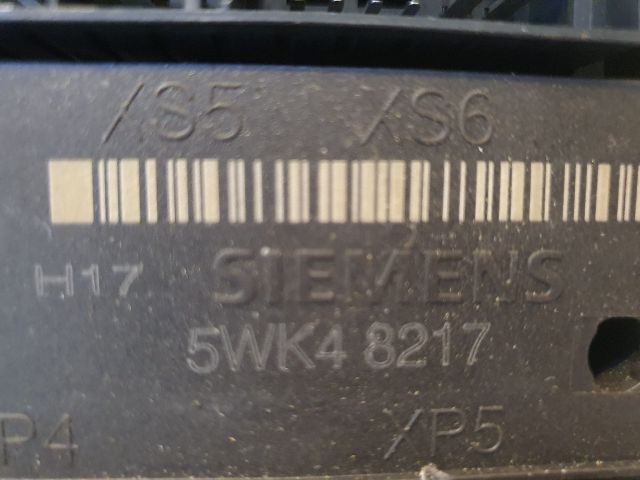 XS5 XS6
H17 SIEMENS
5WK4 8217
P4 XP5